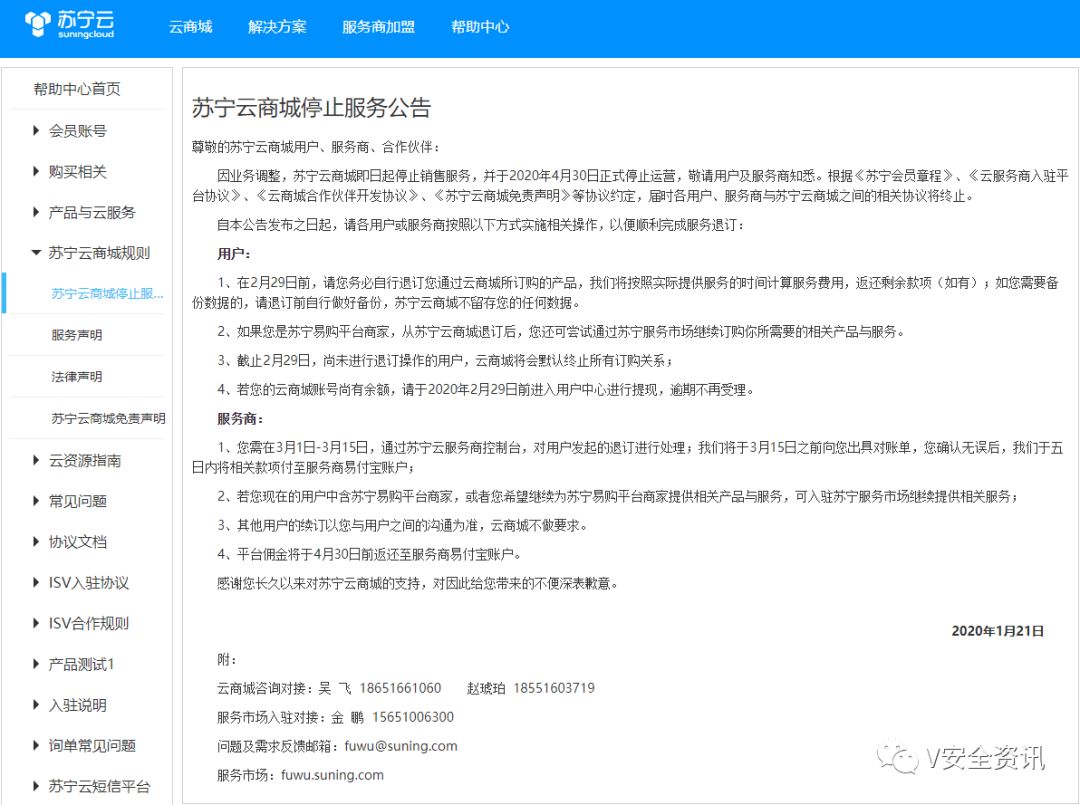 苏宁云
suningcloud
云商城 解决方案 服务商加盟 帮助中心
帮助中心首页
会员账号
购买相关
产品与云服务
苏宁云商城规则
苏宁云商城停止服...
服务声明
法律声明
苏宁云商城免责声明
云资源指南
常见问题
协议文档
ISV入驻协议
ISV合作规则
产品测试1
入驻说明
询单常见问题
苏宁云短信平台
苏宁云商城停止服务公告
尊敬的苏宁云商城用户、服务商、合作伙伴：
因业务调整，苏宁云商城即日起停止销售服务，并于2020年4月30日正式停止运营，敬请用户及服务商知悉。根据《苏宁会员章程》、《云服务商入驻平
台协议》、《云商城合作伙伴开发协议》、《苏宁云商城免责声明》等协议约定，届时各用户、服务商与苏宁云商城之间的相关协议将终止。
自本公告发布之日起，请各用户或服务商按照以下方式实施相关操作，以便顺利完成服务退订：
用户：
1、在2月29日前，请您务必自行退订您通过云商城所订购的产品，我们将按照实际提供服务的时间计算服务费用，返还剩余款项（如有）；如您需要备
份数据的，请退订前自行做好备份，苏宁云商城不留存您的任何数据。
2、如果您是苏宁易购平台商家，从苏宁云商城退订后，您还可尝试通过苏宁服务市场继续订购你所需要的相关产品与服务。
3、截止2月29日，尚未进行退订操作的用户，云商城将会默认终止所有订购关系；
4、若您的云商城账号尚有余额，请于2020年2月29日前进入用户中心进行提现，逾期不再受理。
服务商：
1、您需在3月1日-3月15日，通过苏宁云服务商控制台，对用户发起的退订进行处理；我们将于3月15日之前向您出具对账单，您确认无误后，我们于五
日内将相关款项付至服务商易付宝账户；
2、若您现在的用户中含苏宁易购平台商家，或者您希望继续为苏宁易购平台商家提供相关产品与服务，可入驻苏宁服务市场继续提供相关服务；
3、其他用户的续订以您与用户之间的沟通为准，云商城不做要求。
4、平台佣金将于4月30日前返还至服务商易付宝账户。
感谢您长久以来对苏宁云商城的支持，对因此给您带来的不便深表歉意。
2020年1月21日
附：
云商城咨询对接：吴 飞 18651661060 赵琥珀 18551603719
服务市场入驻对接：金 鹏 15651006300
问题及需求反馈邮箱：fuwu@suning.com
服务市场：fuwu.suning.com
V安全资讯